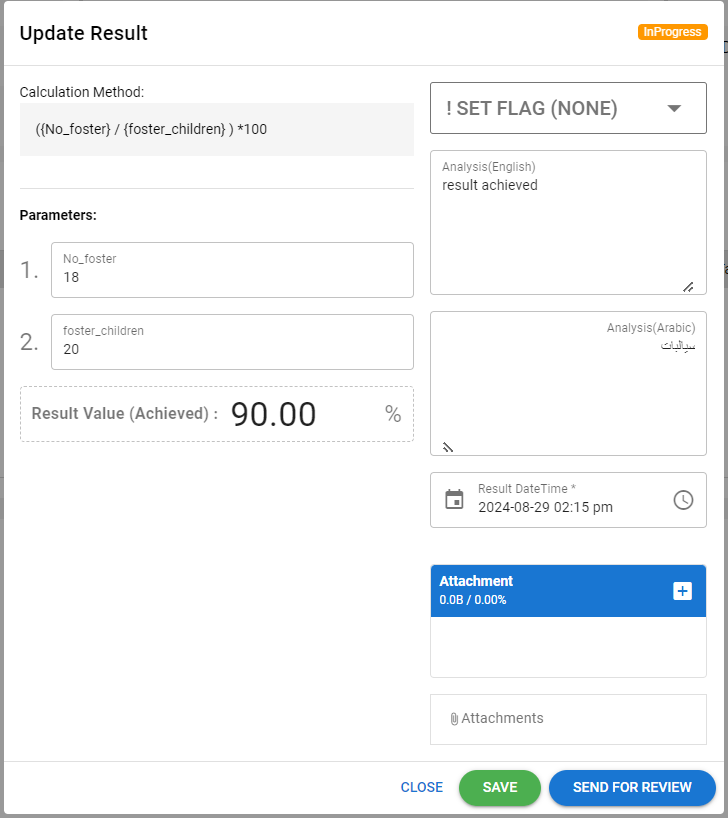 Update Result
InProgress
Calculation Method:
({No_foster} / {foster_children} ) *100
Parameters:
1.
No_foster
18
2.
foster_children
20
Result Value (Achieved) : 90.00 %
! SET FLAG (NONE)
Analysis(English)
result achieved
Analysis(Arabic)
سيالبات
Result DateTime *
2024-08-29 02:15 pm
Attachment
0.0B / 0.00%
Attachments
CLOSE
SAVE
SEND FOR REVIEW